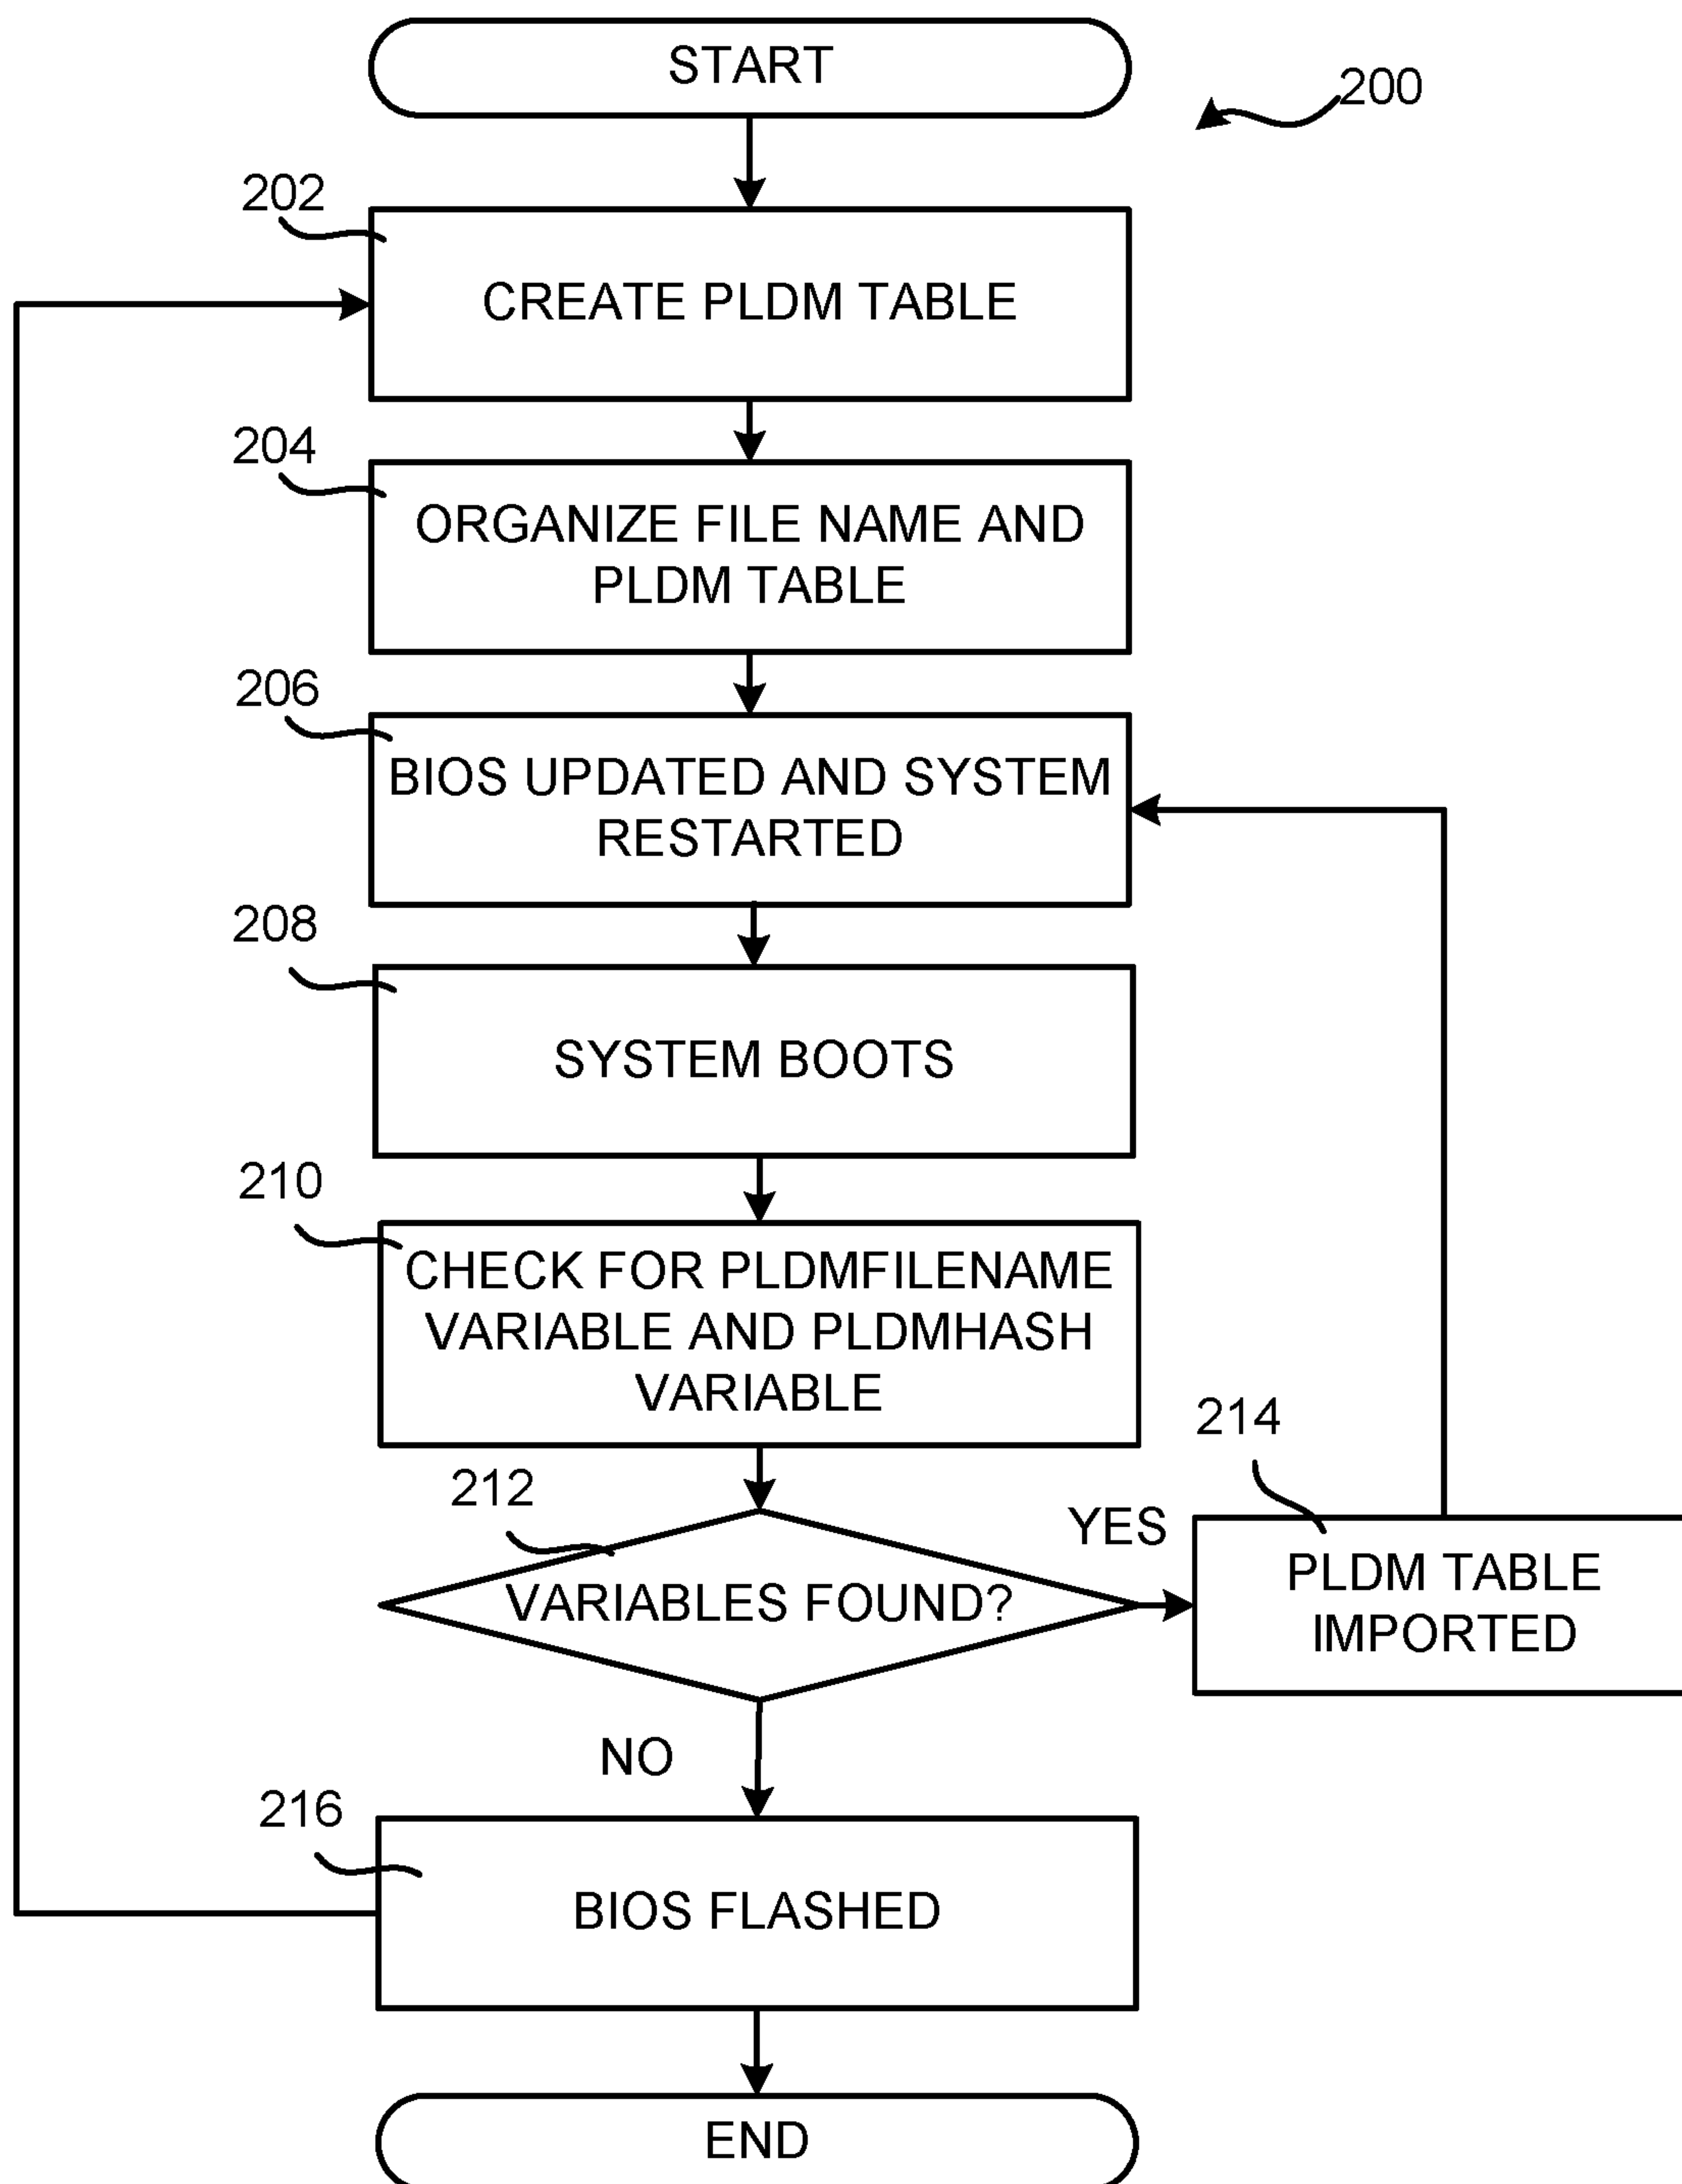 START
200
202
CREATE PLDM TABLE
204
ORGANIZE FILE NAME AND
PLDM TABLE
206
BIOS UPDATED AND SYSTEM
RESTARTED
208
SYSTEM BOOTS
210
CHECK FOR PLDMFILENAME
VARIABLE AND PLDMHASH
VARIABLE
212
VARIABLES FOUND?
YES
214
PLDM TABLE
IMPORTED
NO
216
BIOS FLASHED
END